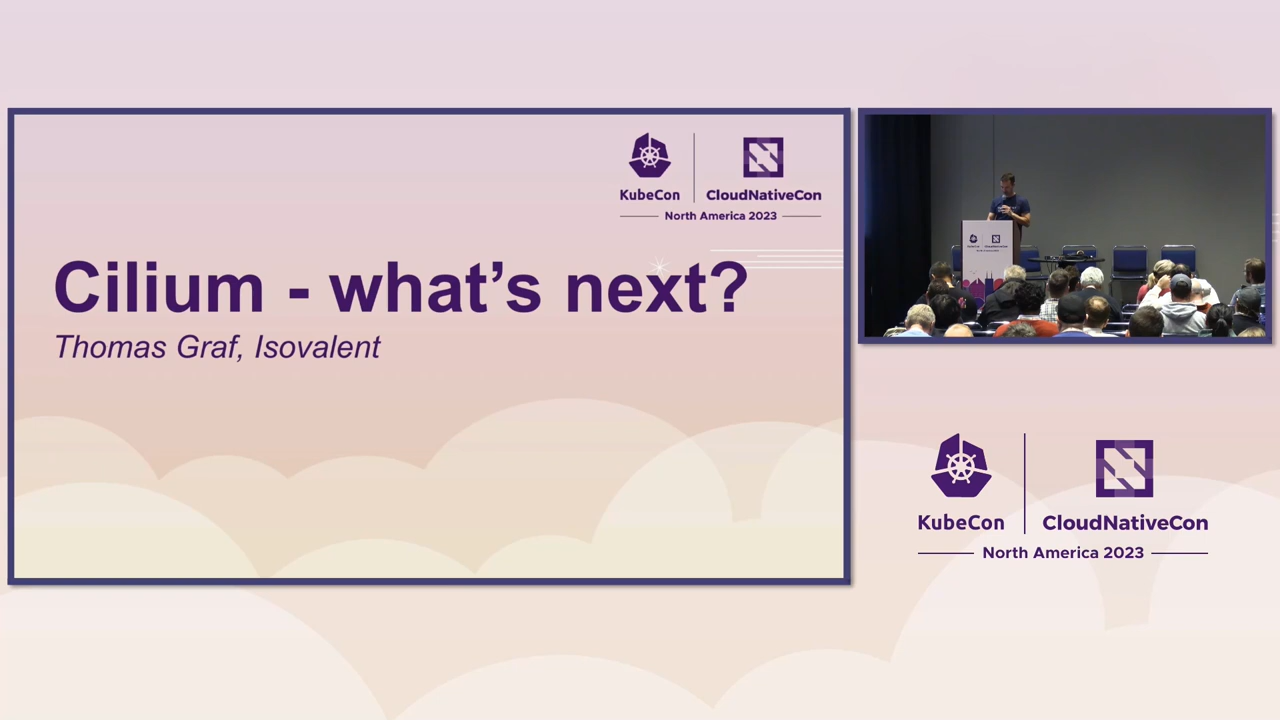 KubeCon
CloudNativeCon
North America 2023
Cilium - what's next?
Thomas Graf, Isovalent
KubeCon
CloudNativeCon
North America 2023